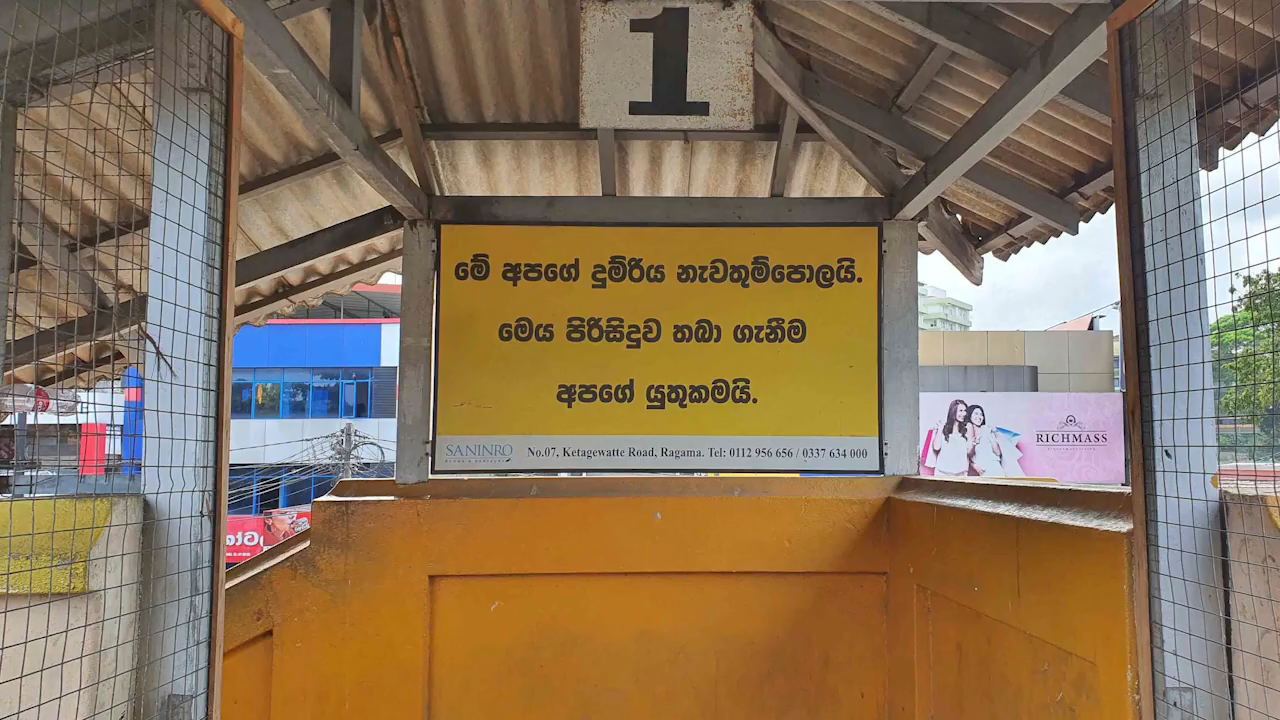 1
මේ අපගේ දුම්රිය නැවතුම්පොලයි.
මෙය පිරිසිදුව තබා ගැනීම
අපගේ යුතුකමයි.
SANINRO
No.07, Ketagewatte Road, Ragama. Tel: 0112 956 656 / 0337 634 000
RICHMASS